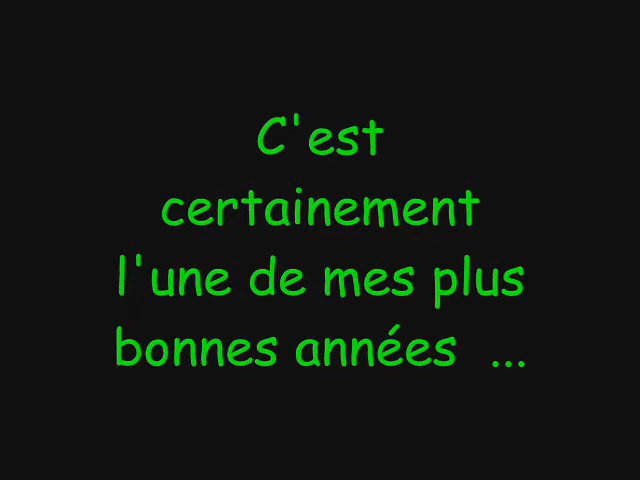 C'est
certainement
l'une de mes plus
bonnes années  ...